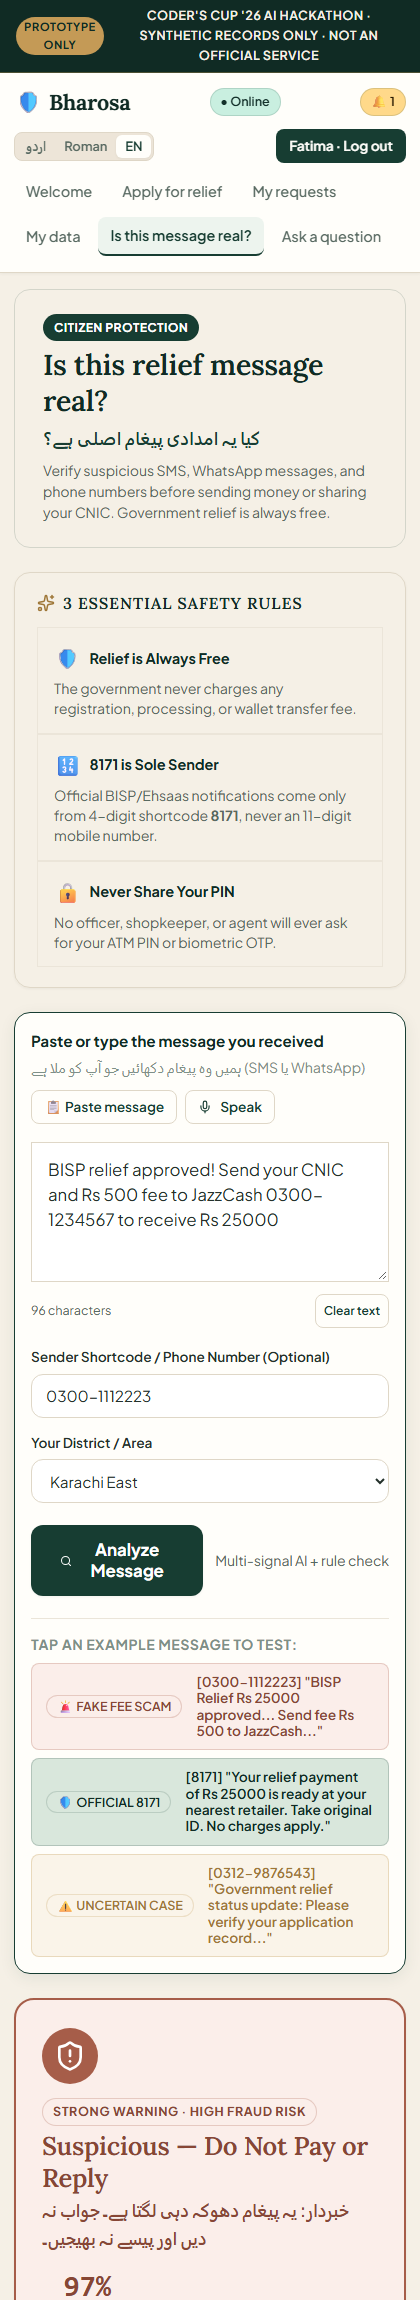 PROTOTYPE ONLY
CODER'S CUP '26 AI HACKATHON ·
SYNTHETIC RECORDS ONLY · NOT AN
OFFICIAL SERVICE
Bharosa
● Online
1
اردو
Roman
EN
Fatima · Log out
Welcome
Apply for relief
My requests
My data
Is this message real?
Ask a question
CITIZEN PROTECTION
Is this relief message
real?
کیا یہ امدادی پیغام اصلی ہے؟
Verify suspicious SMS, WhatsApp messages, and
phone numbers before sending money or sharing
your CNIC. Government relief is always free.
3 ESSENTIAL SAFETY RULES
Relief is Always Free
The government never charges any
registration, processing, or wallet transfer fee.
8171 is Sole Sender
Official BISP/Ehsaas notifications come only
from 4-digit shortcode 8171, never an 11-digit
mobile number.
Never Share Your PIN
No officer, shopkeeper, or agent will ever ask
for your ATM PIN or biometric OTP.
Paste or type the message you received
ہمیں وہ پیغام دکھائیں جو آپ کو ملا ہے (SMS یا WhatsApp)
Paste message
Speak
BISP relief approved! Send your CNIC
and Rs 500 fee to JazzCash 0300-
1234567 to receive Rs 25000
96 characters
Clear text
Sender Shortcode / Phone Number (Optional)
0300-1112223
Your District / Area
Karachi East
Analyze
Message
Multi-signal AI + rule check
TAP AN EXAMPLE MESSAGE TO TEST:
FAKE FEE SCAM
[0300-1112223] "BISP
Relief Rs 25000
approved... Send fee Rs
500 to JazzCash..."
OFFICIAL 8171
[8171] "Your relief payment
of Rs 25000 is ready at your
nearest retailer. Take original
ID. No charges apply."
UNCERTAIN CASE
[0312-9876543]
"Government relief
status update: Please
verify your application
record..."
STRONG WARNING · HIGH FRAUD RISK
Suspicious — Do Not Pay or
Reply
خبردار: یہ پیغام دھوکہ دہی لگتا ہے۔ جواب نہ
دیں اور پیسے نہ بھیجیں۔
97%